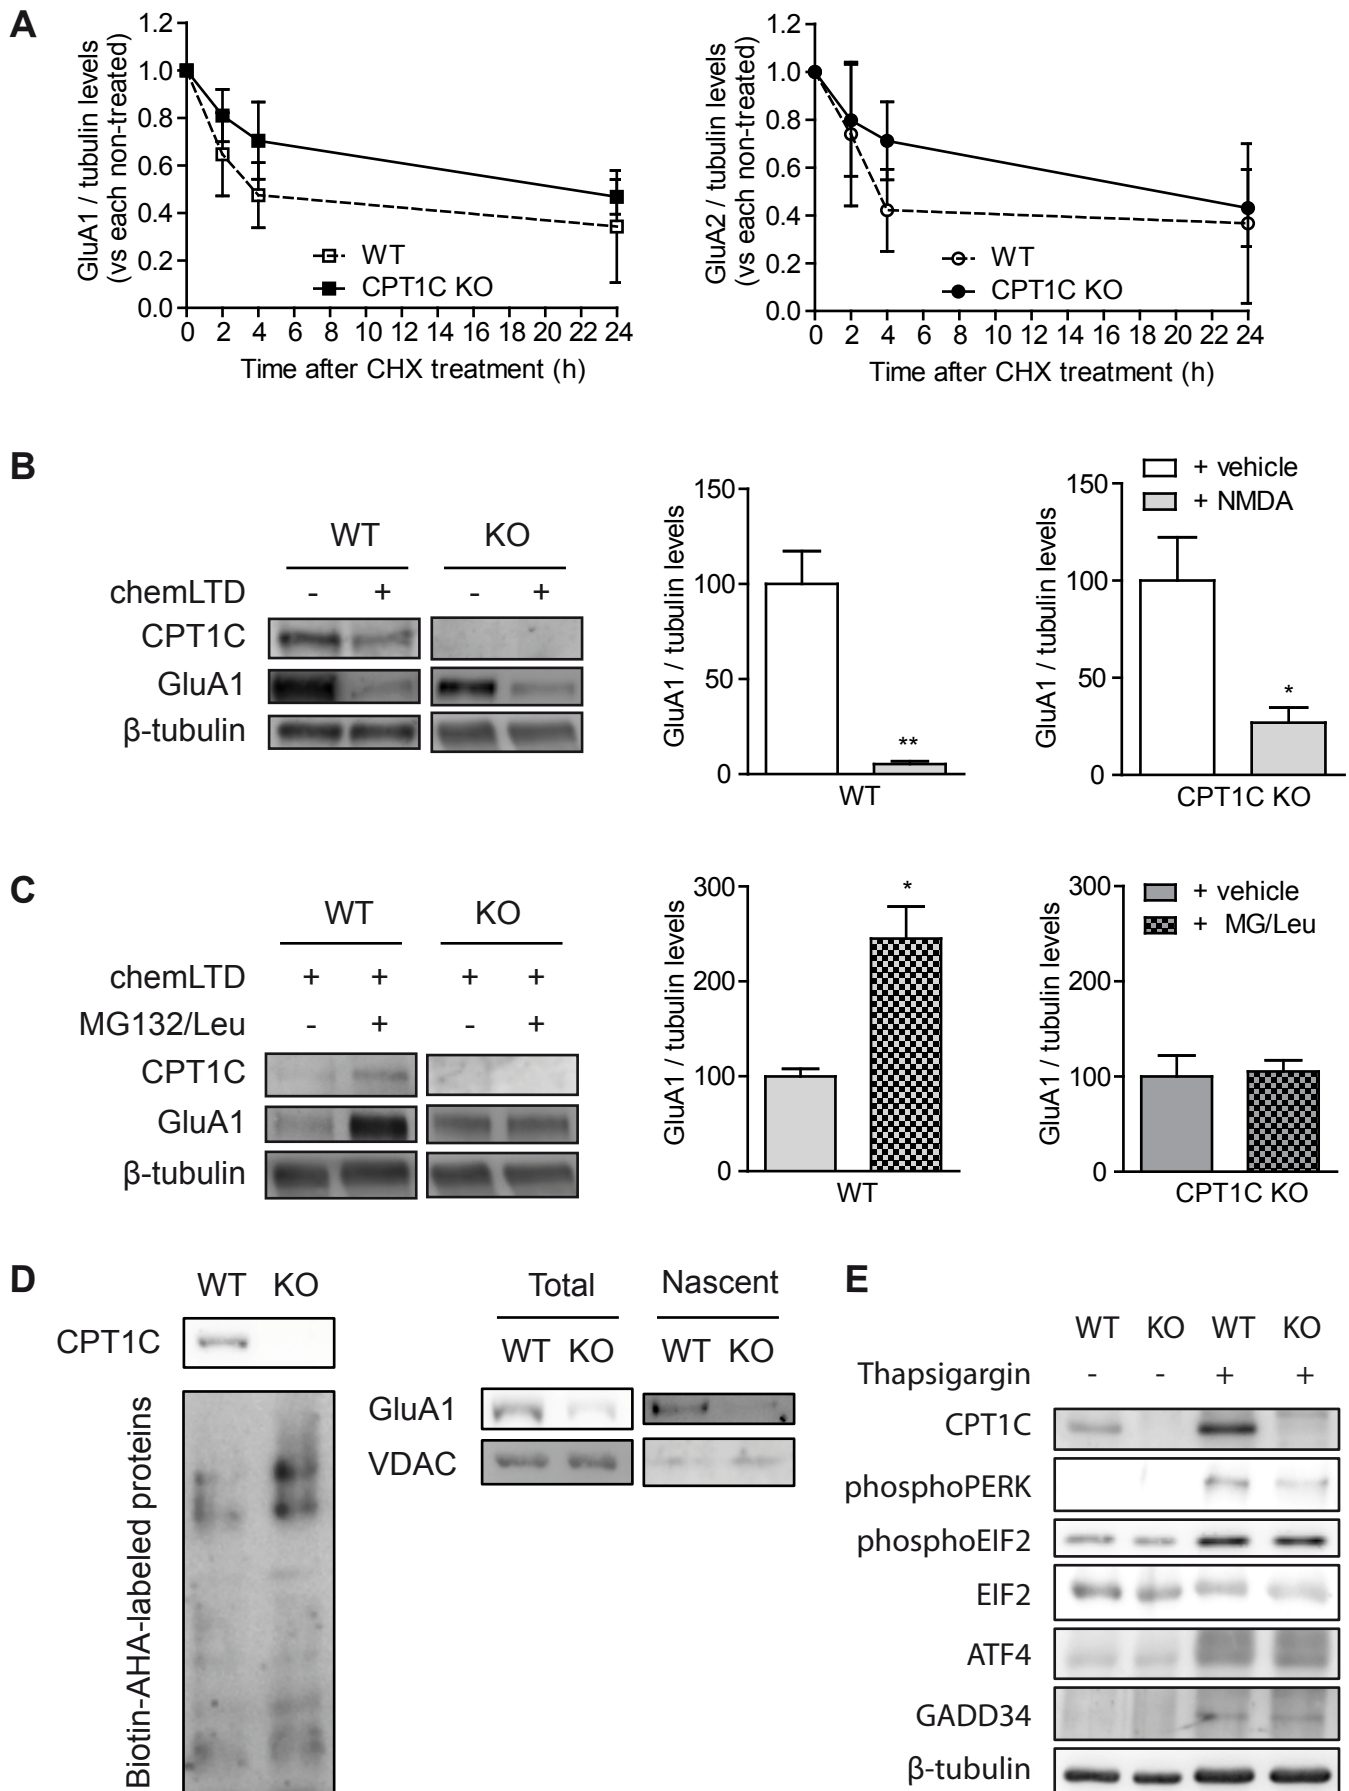 A
GluA1 / tubulin levels
(vs each non-treated)
1.2
1.0
0.8
0.6
0.4
0.2
0.0
WT
CPT1C KO
0 2 4 6 8 10 12 14 16 18 20 22 24
Time after CHX treatment (h)
GluA2 / tubulin levels
(vs each non-treated)
1.2
1.0
0.8
0.6
0.4
0.2
0.0
WT
CPT1C KO
0 2 4 6 8 10 12 14 16 18 20 22 24
Time after CHX treatment (h)
B
WT KO
chemLTD - + - +
CPT1C
GluA1
β-tubulin
GluA1 / tubulin levels
150
100
50
0
**
WT
GluA1 / tubulin levels
150
100
50
0
+ vehicle
+ NMDA
*
CPT1C KO
C
WT KO
chemLTD + + + +
MG132/Leu - + - +
CPT1C
GluA1
β-tubulin
GluA1 / tubulin levels
300
200
100
0
*
WT
GluA1 / tubulin levels
300
200
100
0
+ vehicle
+ MG/Leu
CPT1C KO
D
WT KO
CPT1C
Biotin-AHA-labeled proteins
Total Nascent
WT KO WT KO
GluA1
VDAC
E
WT KO WT KO
Thapsigargin - - + +
CPT1C
phosphoPERK
phosphoEIF2
EIF2
ATF4
GADD34
β-tubulin